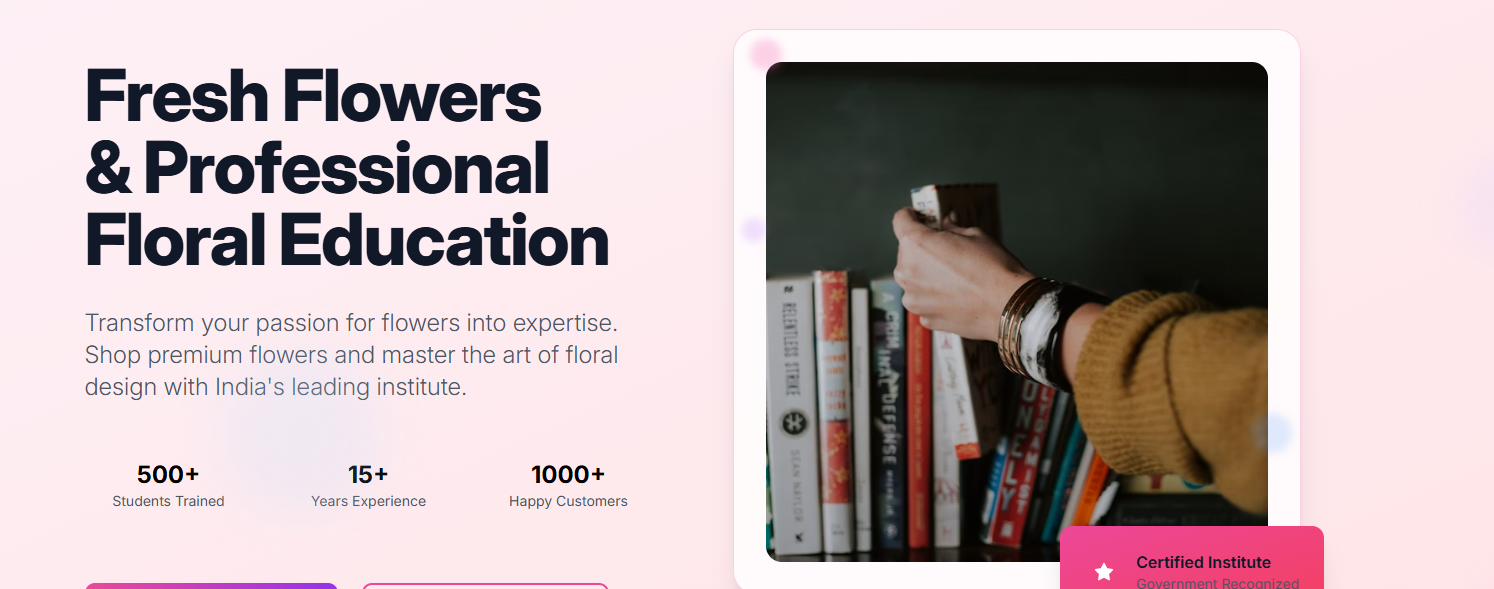 Fresh Flowers
& Professional
Floral Education
Transform your passion for flowers into expertise.
Shop premium flowers and master the art of floral
design with India's leading institute.
500+
Students Trained
15+
Years Experience
1000+
Happy Customers
RELENTLESS STRIKE
SEAN NAYLOR
A CRIMINAL DEFENSE
Certified Institute
Government Recognized